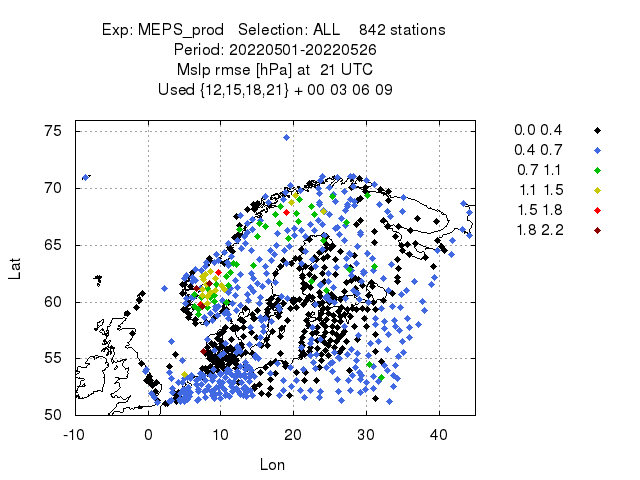 Exp: MEPS_prod   Selection: ALL    842 stations
Period: 20220501-20220526
Mslp rmse [hPa] at  21 UTC
Used {12,15,18,21} + 00 03 06 09
0.0 0.4
0.4 0.7
0.7 1.1
1.1 1.5
1.5 1.8
1.8 2.2
75
70
65
60
55
50
Lat
-10 0 10 20 30 40
Lon